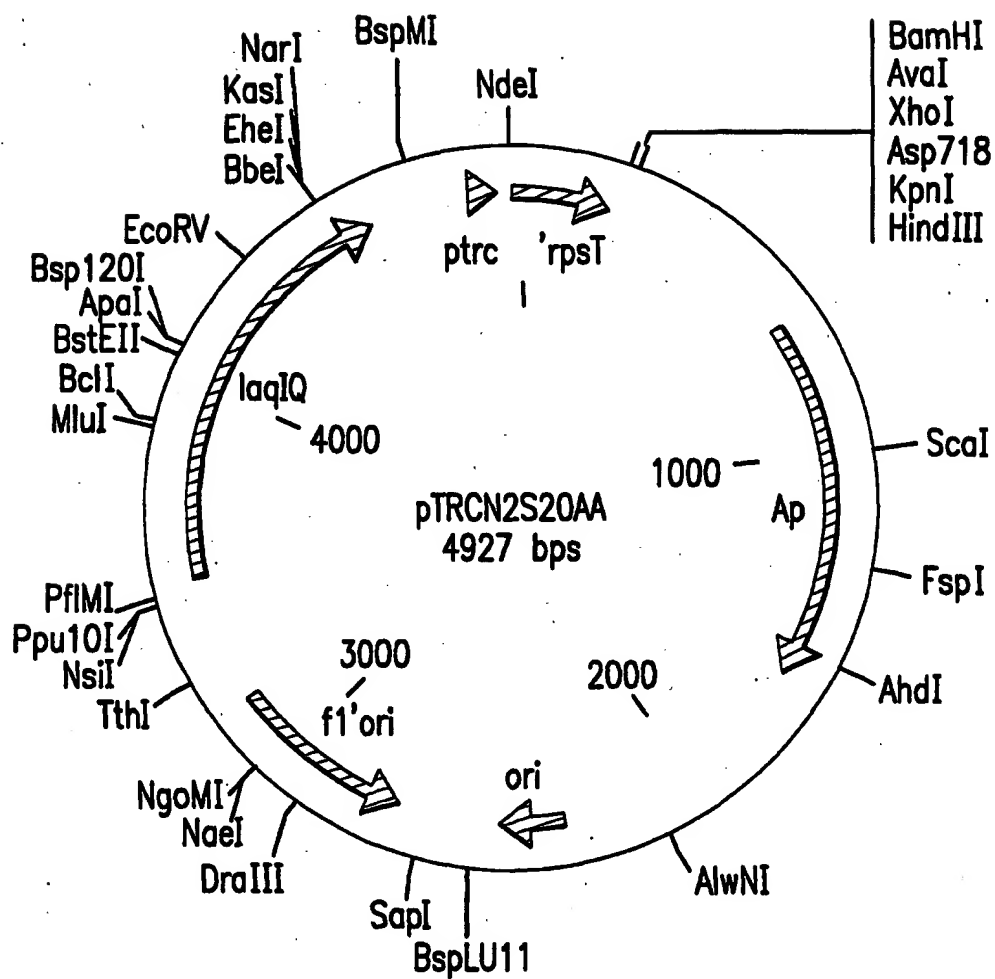 BspMI
NarI
KasI
EheI
BbeI
NdeI
BamHI
AvaI
XhoI
Asp718
KpnI
HindIII
EcoRV
Bsp120I
ApaI
BstEII
BclI
MluI
ptrc
'rpsT
laqIQ
4000
1000
ScaI
Ap
pTRCN2S20AA
4927 bps
FspI
PflMI
Ppu10I
NsiI
TthI
3000
f1'ori
2000
AhdI
ori
NgoMI
NaeI
DraIII
AlwNI
SapI
BspLU11